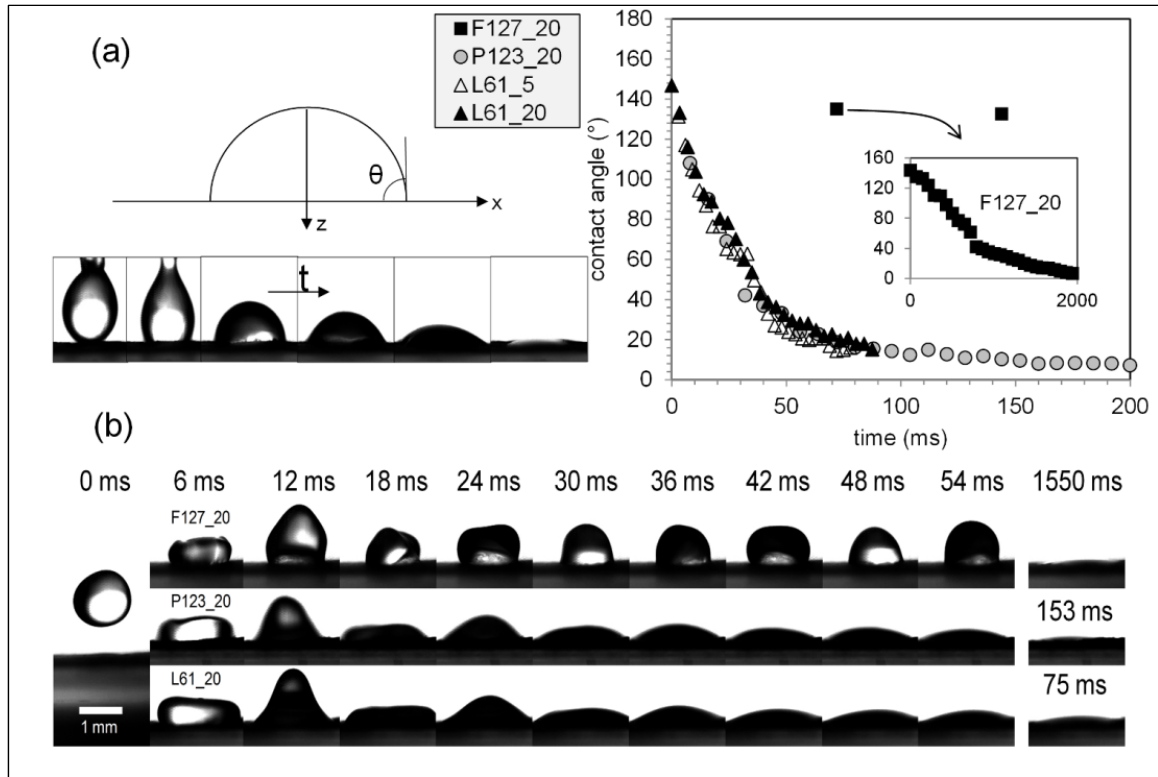 (a)
F127_20
P123_20
L61_5
L61_20
θ
x
z
t
contact angle (°)
180
160
140
120
100
80
60
40
20
0
0 50 100 150 200
time (ms)
160
120
80
40
0
0 2000
F127_20
(b)
0 ms 6 ms 12 ms 18 ms 24 ms 30 ms 36 ms 42 ms 48 ms 54 ms 1550 ms
F127_20
P123_20
153 ms
L61_20
75 ms
1 mm